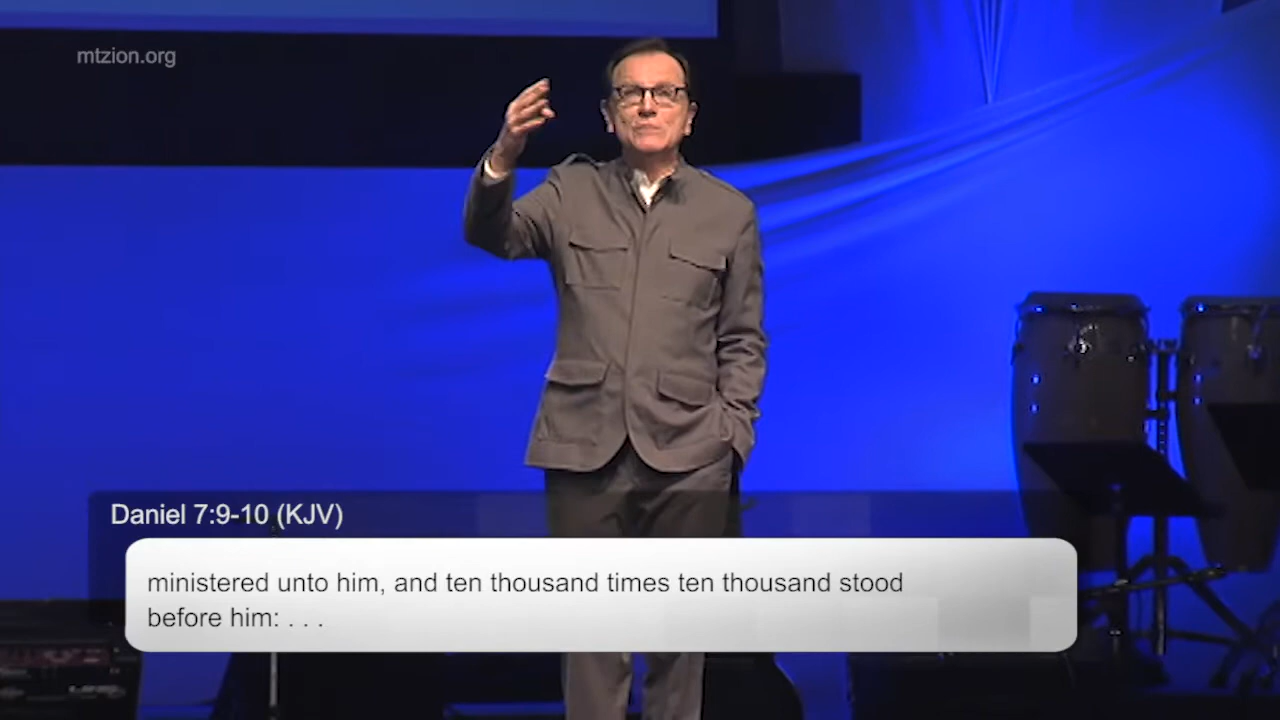 mtzion.org
Daniel 7:9-10 (KJV)
ministered unto him, and ten thousand times ten thousand stood
before him: . . .